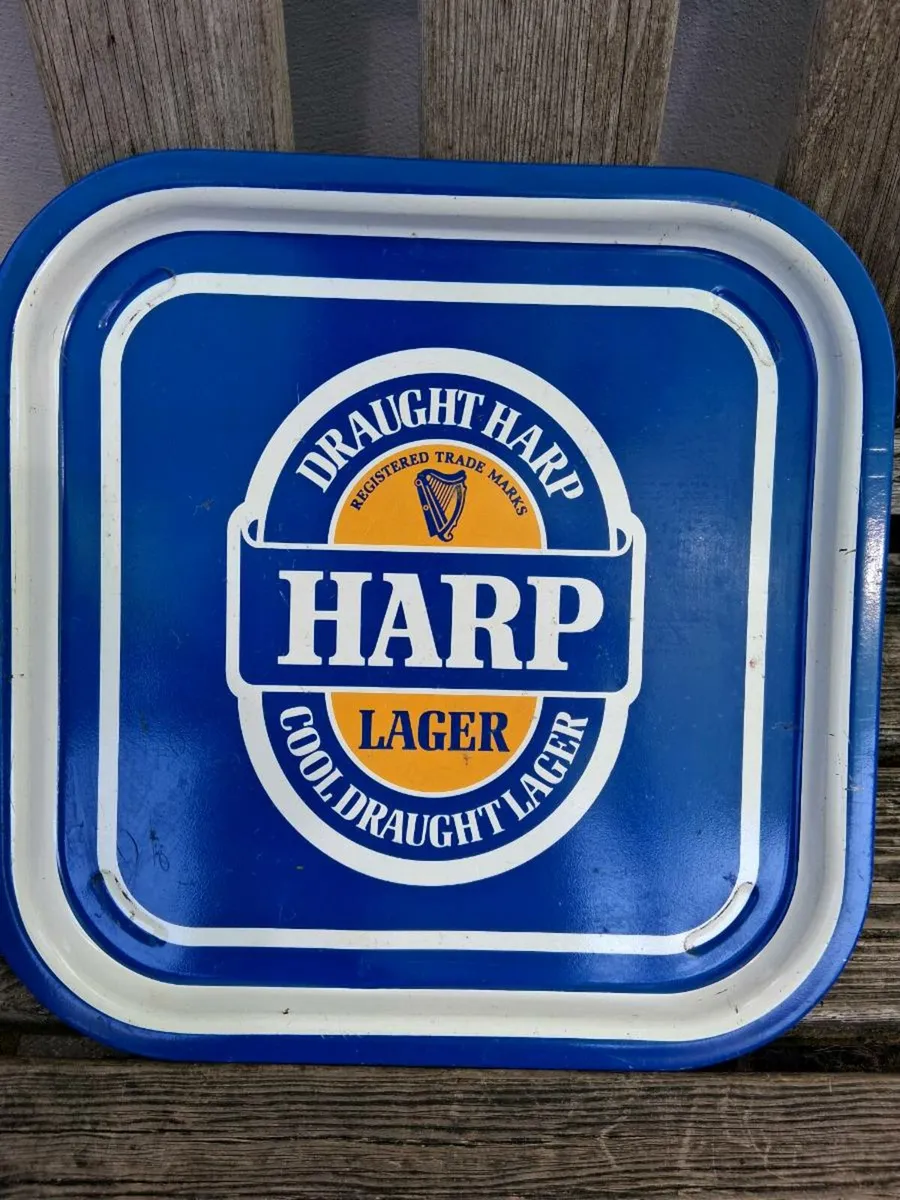 DRAUGHT HARP
REGISTERED TRADE MARKS
HARP
LAGER
COOL DRAUGHT LAGER